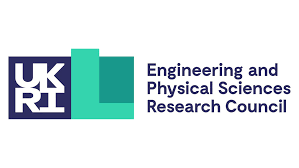 UK
RI
Engineering and
Physical Sciences
Research Council